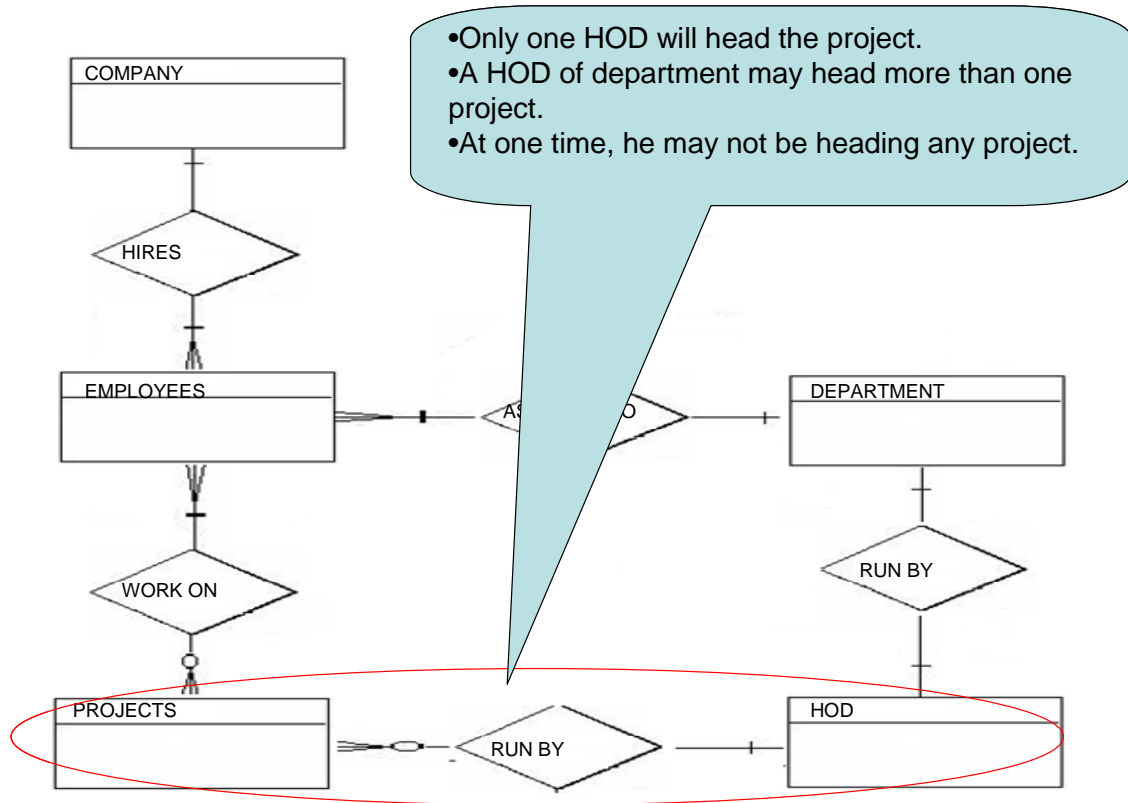 •Only one HOD will head the project.
•A HOD of department may head more than one
project.
•At one time, he may not be heading any project.
COMPANY
HIRES
EMPLOYEES
DEPARTMENT
WORK ON
RUN BY
PROJECTS
RUN BY
HOD